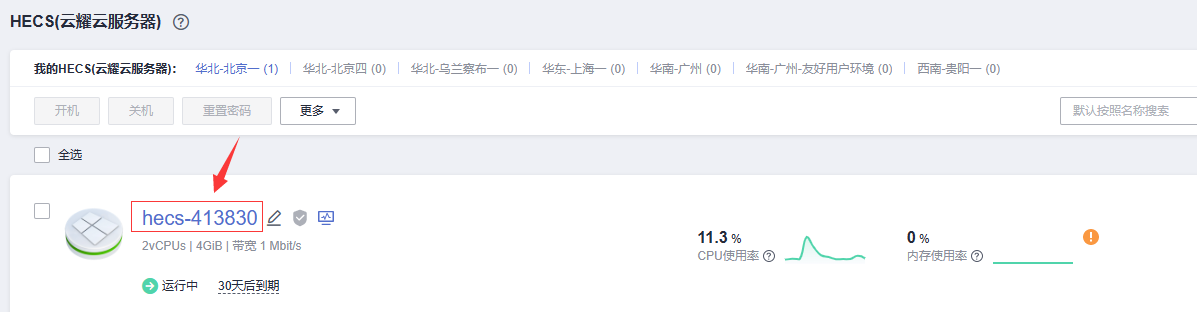 HECS(云耀云服务器) ?
我的HECS(云耀云服务器): 华北-北京一 (1) 华北-北京四 (0) 华北-乌兰察布一 (0) 华东-上海一 (0) 华南-广州 (0) 华南-广州-友好用户环境 (0) 西南-贵阳一 (0)
开机 关机 重置密码 更多 默认按照名称搜索
全选
hecs-413830
2vCPUs | 4GiB | 带宽 1 Mbit/s
运行中 30天后到期
11.3 %
CPU使用率 ?
0 %
内存使用率 ?